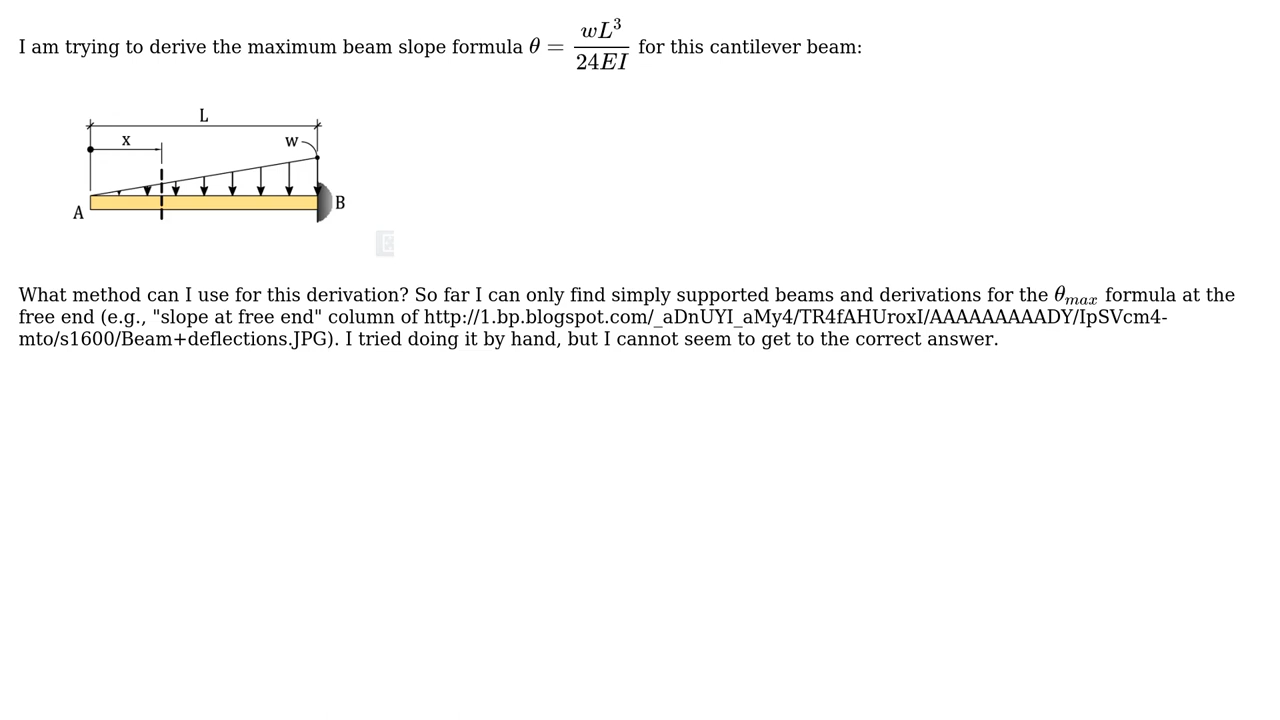 I am trying to derive the maximum beam slope formula θ = wL³/24EI for this cantilever beam:
L
x
w
A
B
E
What method can I use for this derivation? So far I can only find simply supported beams and derivations for the θmax formula at the
free end (e.g., "slope at free end" column of http://1.bp.blogspot.com/_aDnUYI_aMy4/TR4fAHUroxI/AAAAAAAAADY/IpSVcm4-
mto/s1600/Beam+deflections.JPG). I tried doing it by hand, but I cannot seem to get to the correct answer.